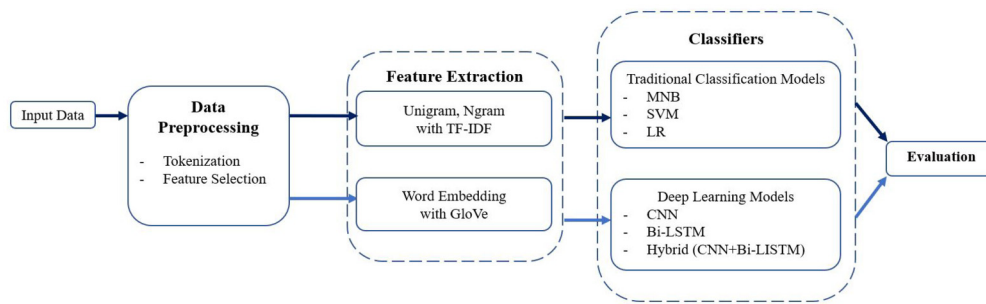 Input Data
Data
Preprocessing
- Tokenization
- Feature Selection
Feature Extraction
Unigram, Ngram
with TF-IDF
Word Embedding
with GloVe
Classifiers
Traditional Classification Models
- MNB
- SVM
- LR
Deep Learning Models
- CNN
- Bi-LSTM
- Hybrid (CNN+Bi-LISTM)
Evaluation